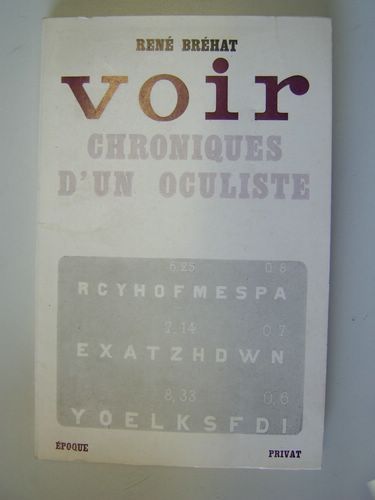 RENÉ BRÉHAT
voir
CHRONIQUES
D'UN OCULISTE
6,25 0,8
RCYHOFMESPA
7,14 0,7
EXATZHDWN
8,33 0,6
YOELKSFDI
ÉPOQUE PRIVAT